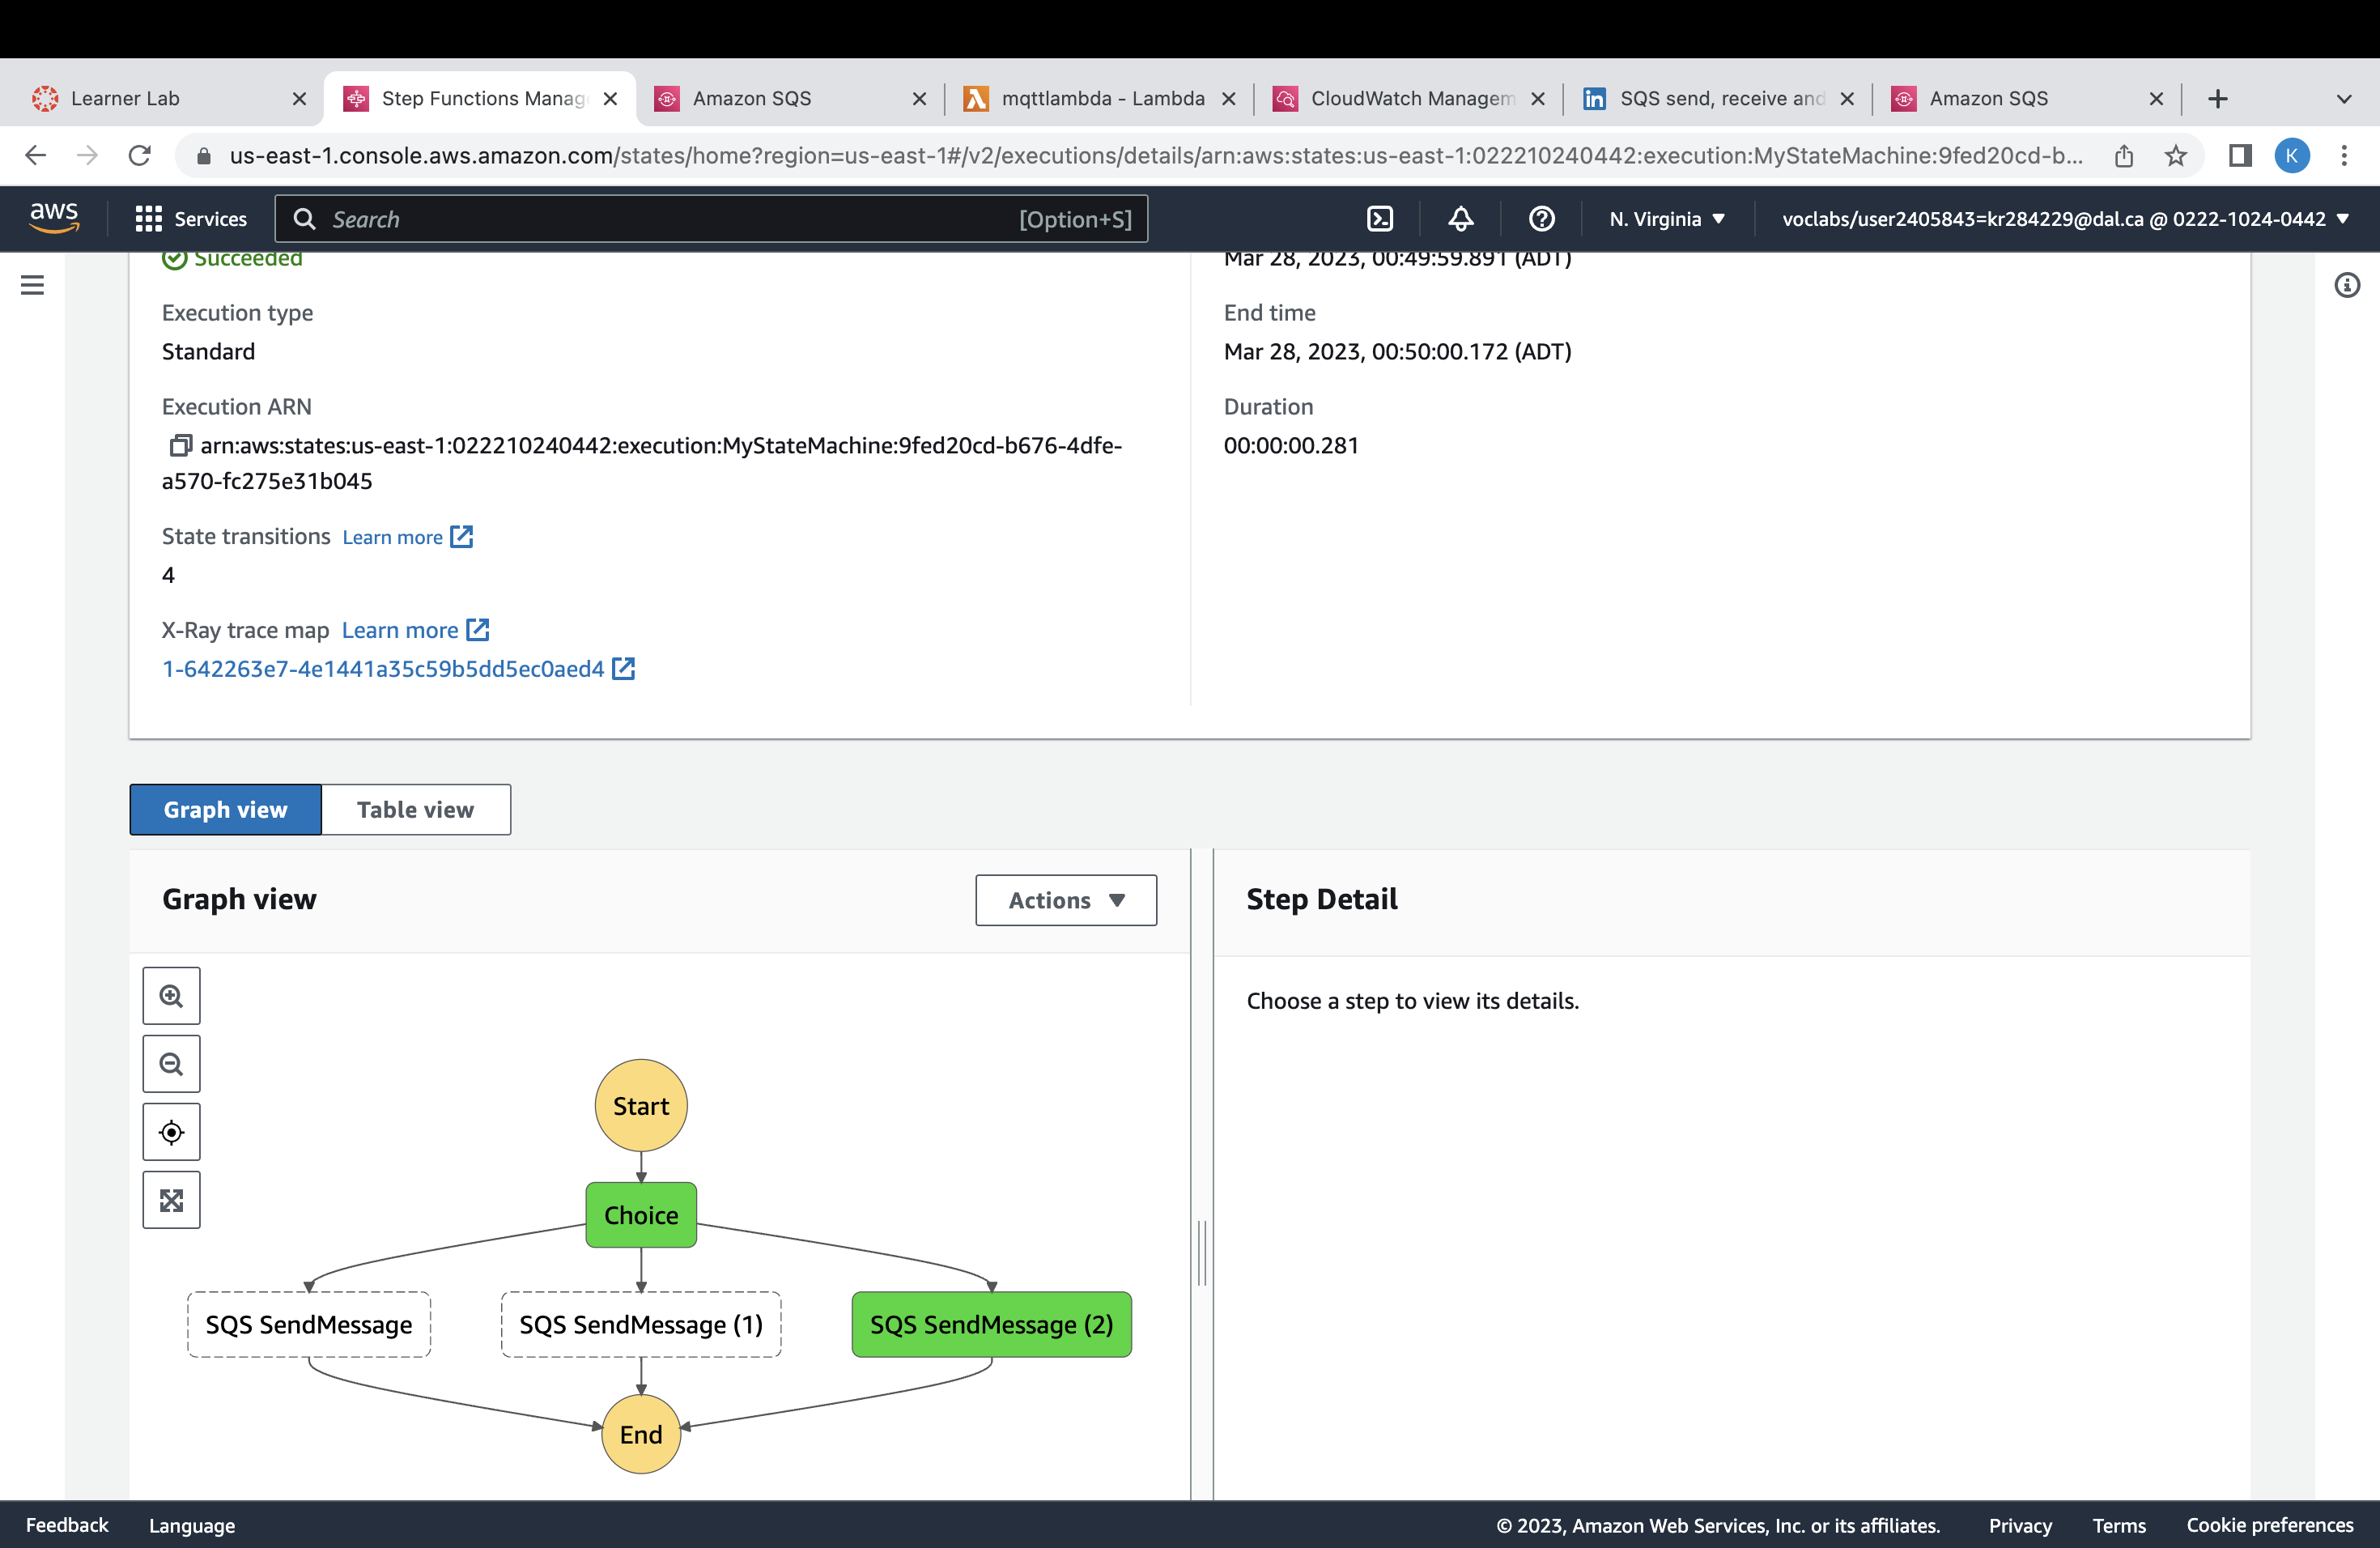 Learner Lab
Step Functions Manag
Amazon SQS
mqttlambda - Lambda
CloudWatch Managem
in SQS send, receive and
Amazon SQS
us-east-1.console.aws.amazon.com/states/home?region=us-east-1#/v2/executions/details/arn:aws:states:us-east-1:022210240442:execution:MyStateMachine:9fed20cd-b...
K
aws
Services
Search
[Option+S]
N. Virginia
voclabs/user2405843=kr284229@dal.ca @ 0222-1024-0442
Succeeded
Execution type
Standard
Execution ARN
arn:aws:states:us-east-1:022210240442:execution:MyStateMachine:9fed20cd-b676-4dfe-
a570-fc275e31b045
State transitions Learn more
4
X-Ray trace map Learn more
1-642263e7-4e1441a35c59b5dd5ec0aed4
Mar 28, 2023, 00:49:59.891 (ADT)
End time
Mar 28, 2023, 00:50:00.172 (ADT)
Duration
00:00:00.281
Graph view
Table view
Graph view
Actions
Start
Choice
SQS SendMessage
SQS SendMessage (1)
SQS SendMessage (2)
End
Step Detail
Choose a step to view its details.
Feedback
Language
© 2023, Amazon Web Services, Inc. or its affiliates.
Privacy
Terms
Cookie preferences